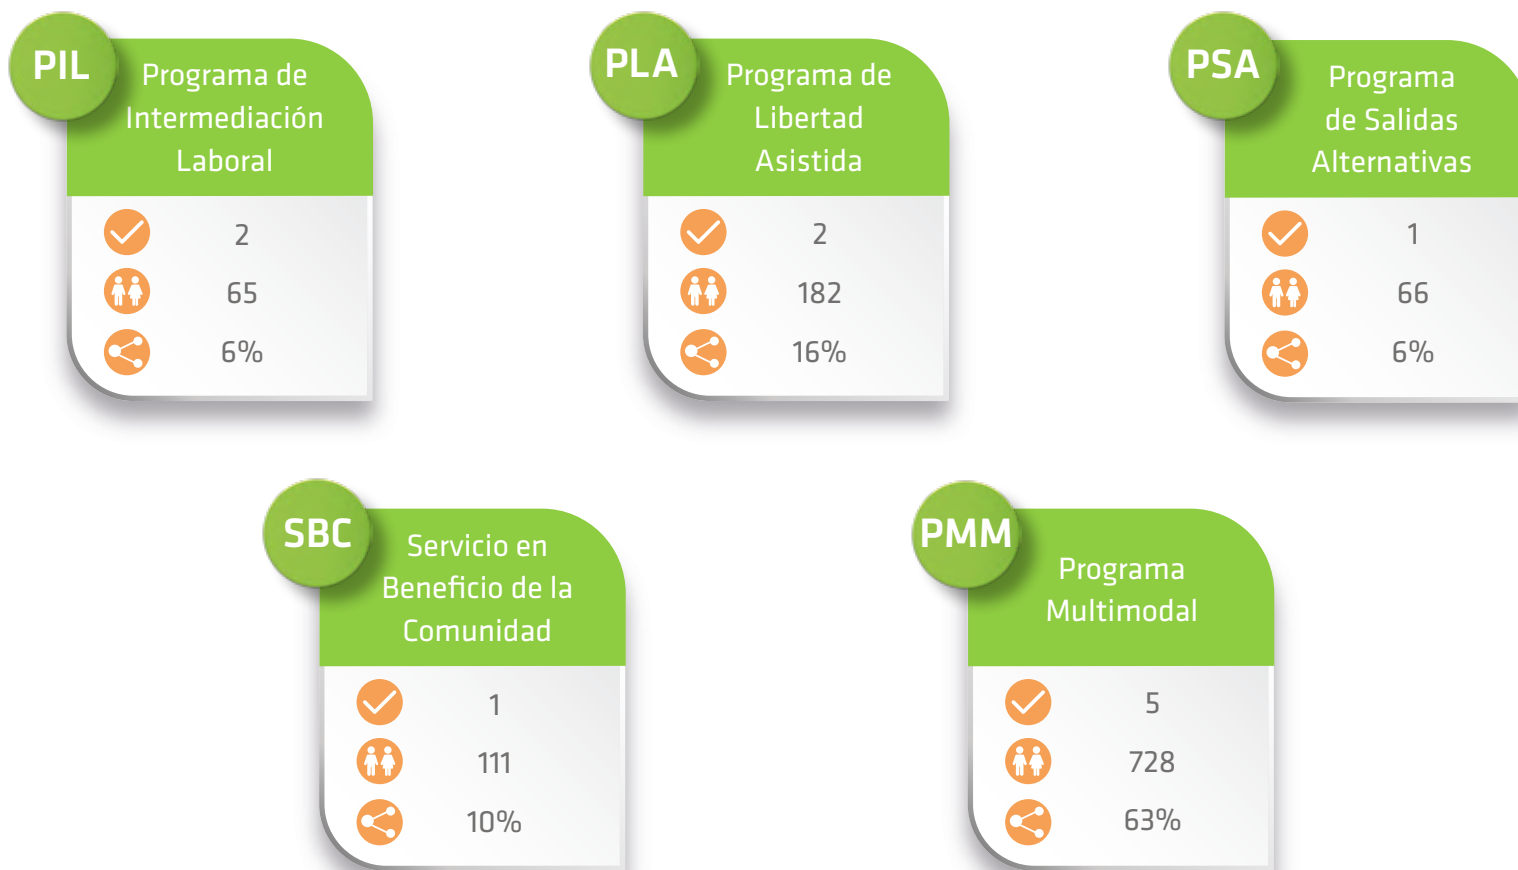 PIL
Programa de
Intermediación
Laboral
2
65
6%
PLA
Programa de
Libertad
Asistida
2
182
16%
PSA
Programa
de Salidas
Alternativas
1
66
6%
SBC
Servicio en
Beneficio de la
Comunidad
1
111
10%
PMM
Programa
Multimodal
5
728
63%